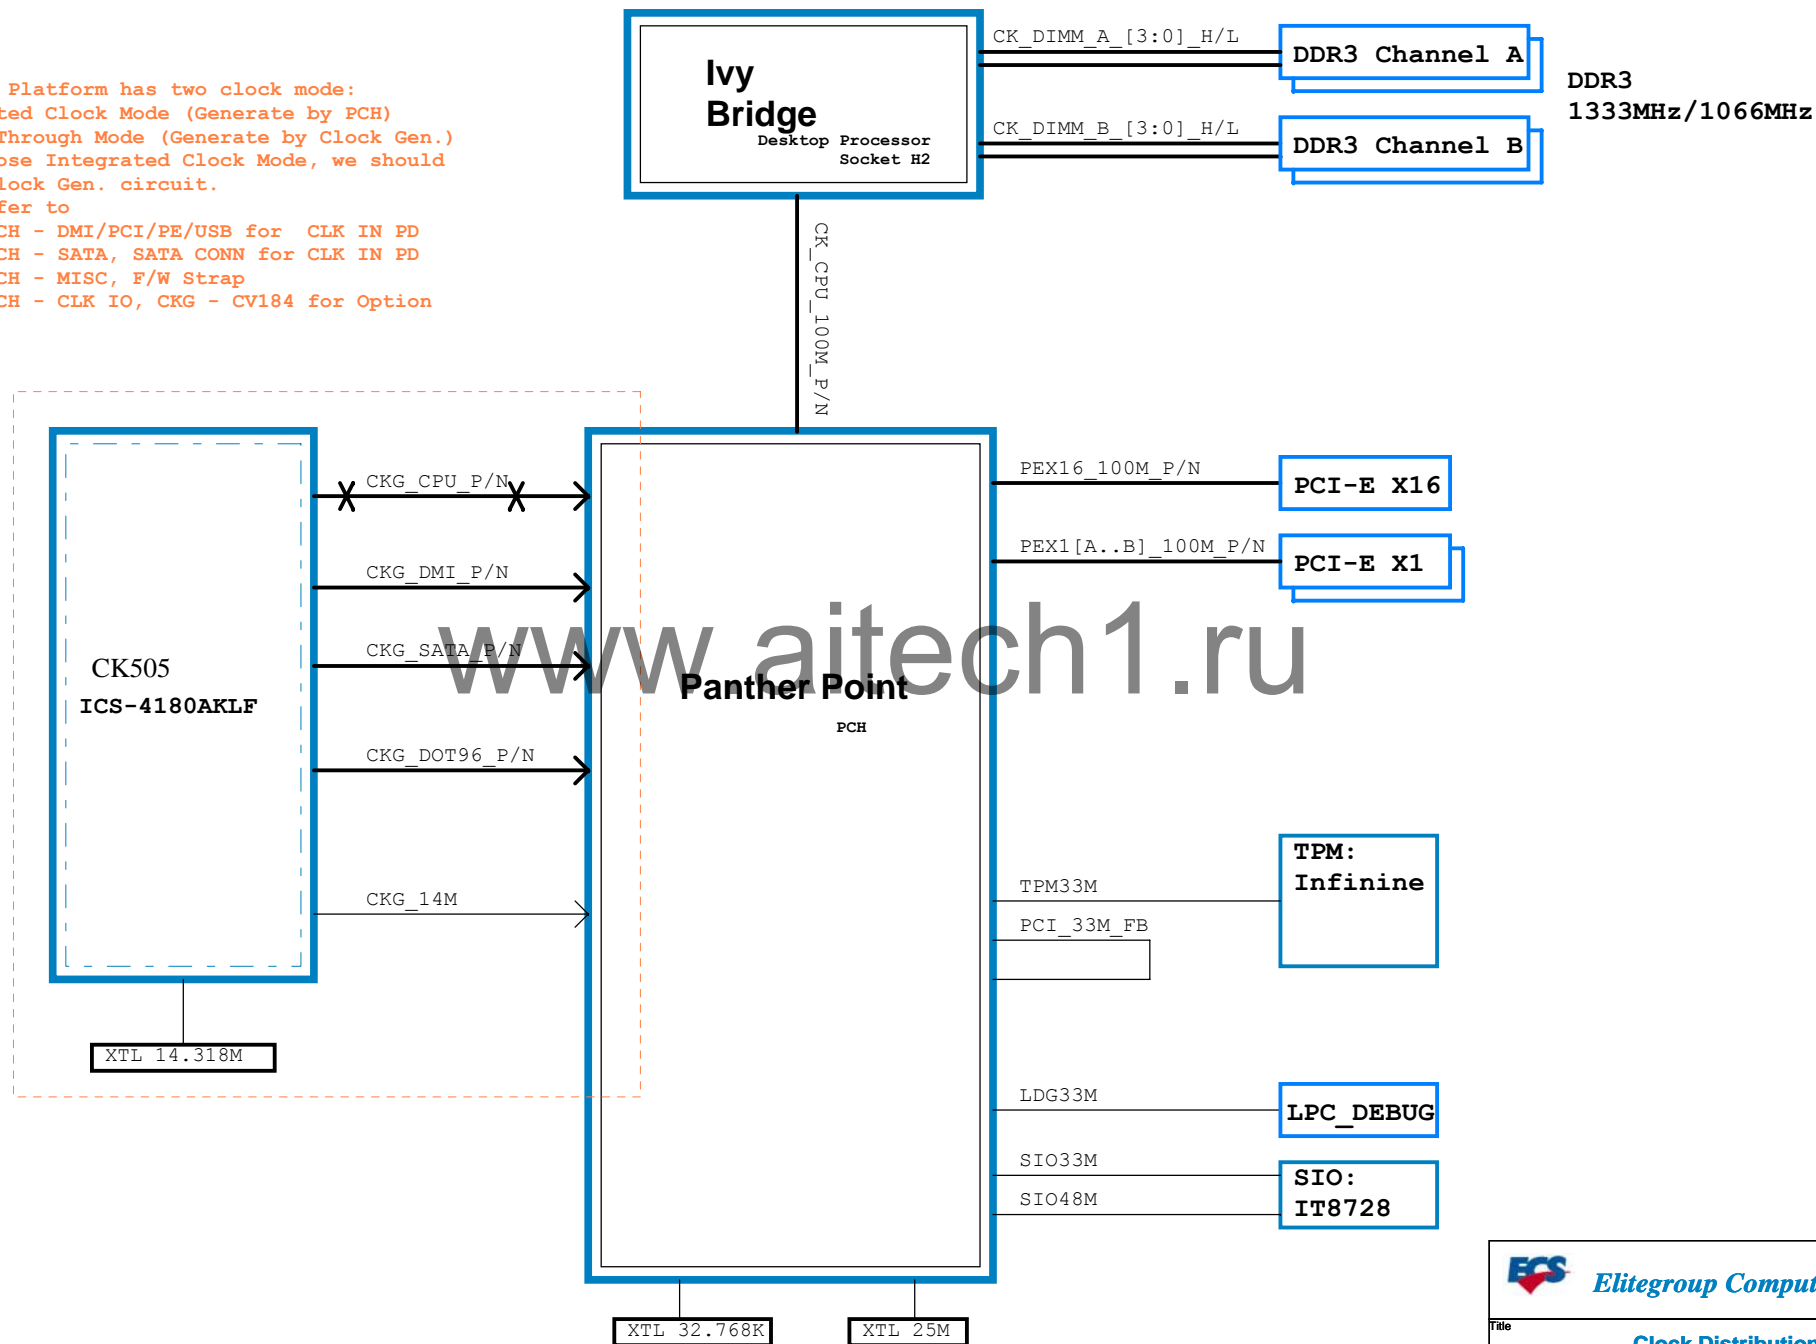 Platform has two clock mode:
ted Clock Mode (Generate by PCH)
Through Mode (Generate by Clock Gen.)
ose Integrated Clock Mode, we should
lock Gen. circuit.
fer to
CH - DMI/PCI/PE/USB for CLK IN PD
CH - SATA, SATA CONN for CLK IN PD
CH - MISC, F/W Strap
CH - CLK IO, CKG - CV184 for Option
Ivy
Bridge
Desktop Processor
Socket H2
CK_DIMM_A_[3:0]_H/L
DDR3 Channel A
CK_DIMM_B_[3:0]_H/L
DDR3 Channel B
DDR3
1333MHz/1066MHz
CK_CPU_100M_P/N
CK505
ICS-4180AKLF
CKG_CPU_P/N
CKG_DMI_P/N
CKG_SATA_P/N
CKG_DOT96_P/N
CKG_14M
XTL 14.318M
Panther Point
PCH
www.aitech1.ru
PEX16_100M_P/N
PCI-E X16
PEX1[A..B]_100M_P/N
PCI-E X1
TPM33M
TPM:
Infinine
PCI_33M_FB
LDG33M
LPC_DEBUG
SIO33M
SIO48M
SIO:
IT8728
XTL 32.768K
XTL 25M
ECS
Elitegroup Comput
Title
Clock Distribution